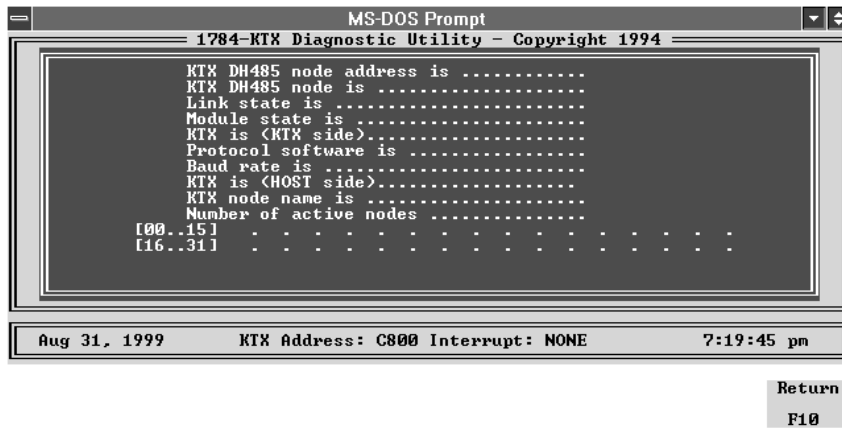 MS-DOS Prompt
1784-KTX Diagnostic Utility - Copyright 1994
KTX DH485 node address is ............
KTX DH485 node is ....................
Link state is ........................
Module state is ......................
KTX is (KTX side).....................
Protocol software is .................
Baud rate is .........................
KTX is (HOST side)...................
KTX node name is .....................
Number of active nodes ...............
[00..15] . . . . . . . . . . . . . . . .
[16..31] . . . . . . . . . . . . . . . .
Aug 31, 1999 KTX Address: C800 Interrupt: NONE 7:19:45 pm
Return
F10